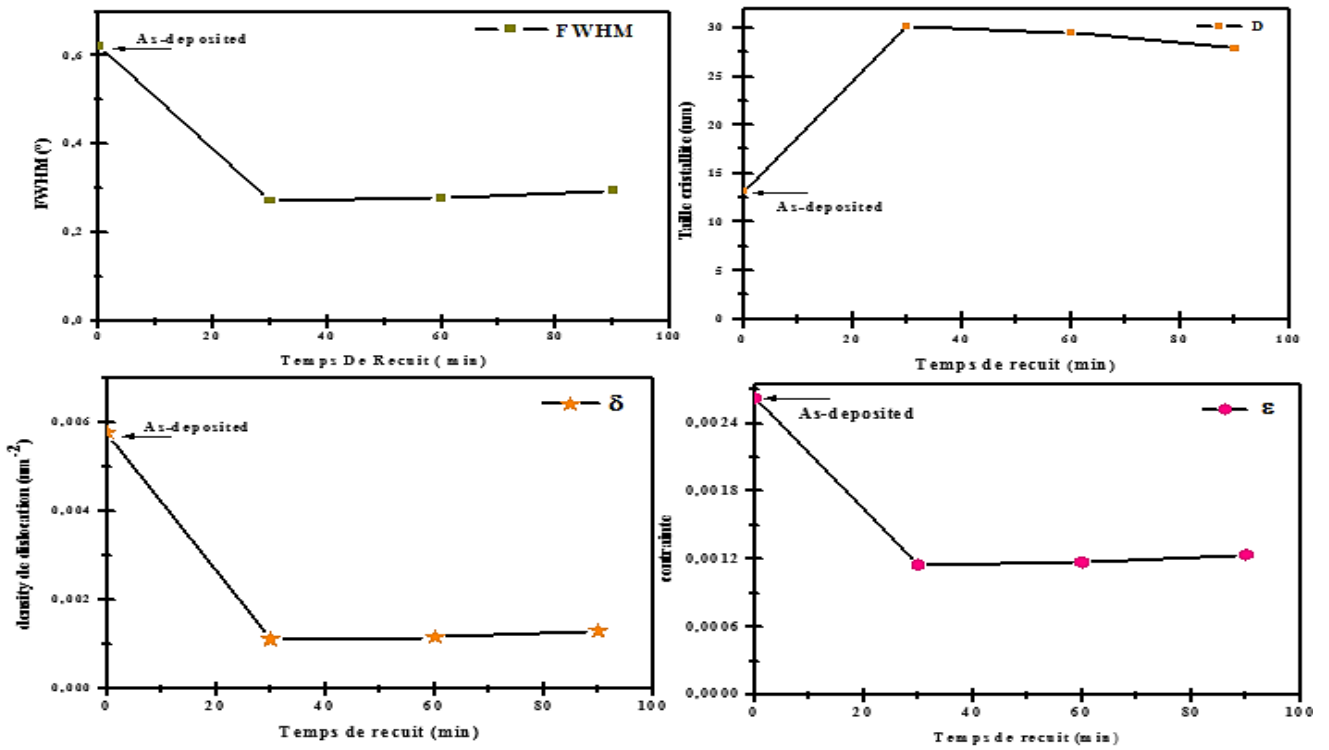 FWHM
As-deposited
0,6
0,4
0,2
0,0
FWHM (°)
0
20
40
60
80
100
Temps De Recuit ( min)
D
30
25
20
15
10
5
0
Taille cristallite (nm)
As-deposited
0
20
40
60
80
100
Temps de recuit (min)
δ
As-deposited
0,006
0,004
0,002
0,000
density de dislocation (nm-2)
0
20
40
60
80
100
Temps de recuit (min)
ε
As-deposited
0,0024
0,0018
0,0012
0,0006
0,0000
contrainte
0
20
40
60
80
100
Temps de recuit (min)